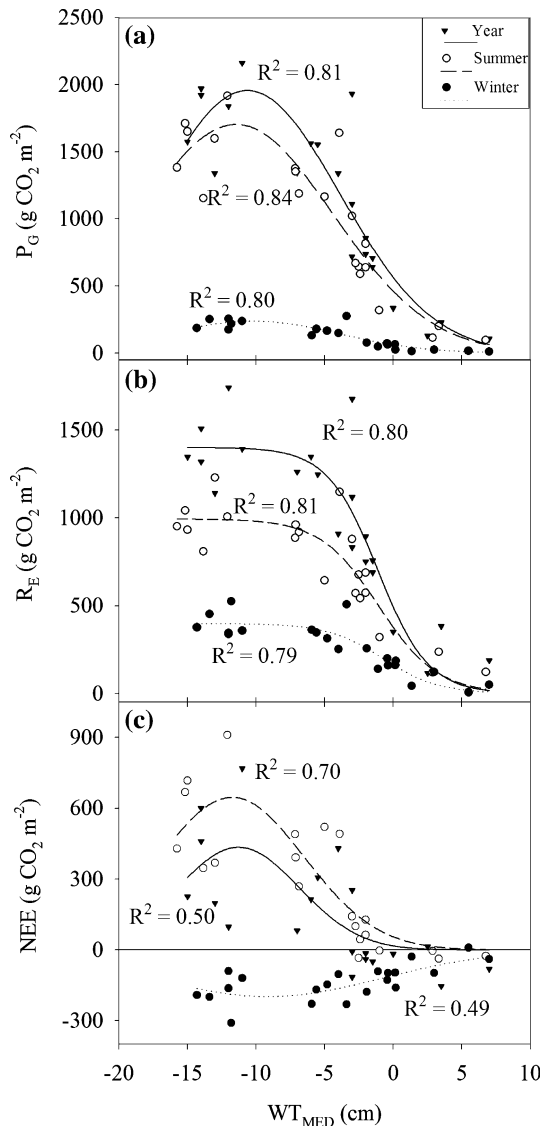 2500
(a)
Year
Summer
Winter
R² = 0.81
2000
1500
R² = 0.84
1000
500
R² = 0.80
0
P_G (g CO₂ m⁻²)
(b)
1500
R² = 0.80
R² = 0.81
1000
500
R² = 0.79
0
R_E (g CO₂ m⁻²)
(c)
900
R² = 0.70
600
300
R² = 0.50
0
-300
R² = 0.49
NEE (g CO₂ m⁻²)
-20 -15 -10 -5 0 5 10
WT_MED (cm)